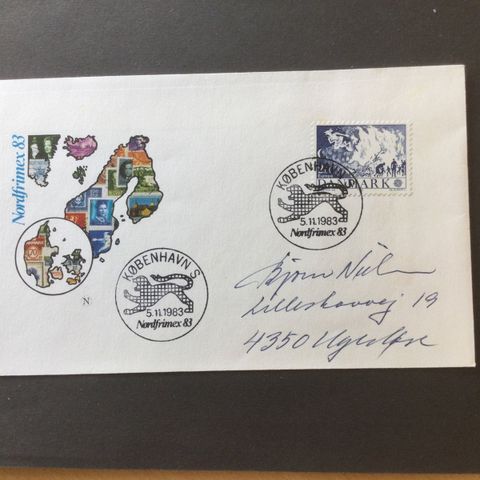 Nordfrimex 83
DANMARK
KØBENHAVN
5.11.1983
Nordfrimex 83
KØBENHAVN S.
5.11.1983
Nordfrimex 83
N
Bjørn
Lilleskovvej 19
4350 Ugerløse